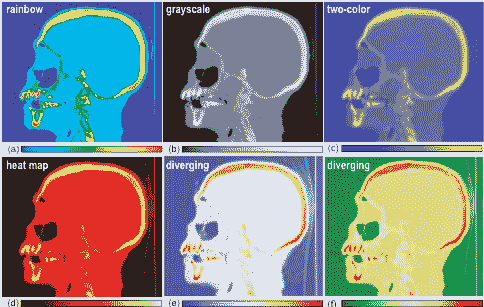 rainbow
grayscale
two-color
(a)
(b)
(c)
heat map
diverging
diverging
(d)
(e)
(f)